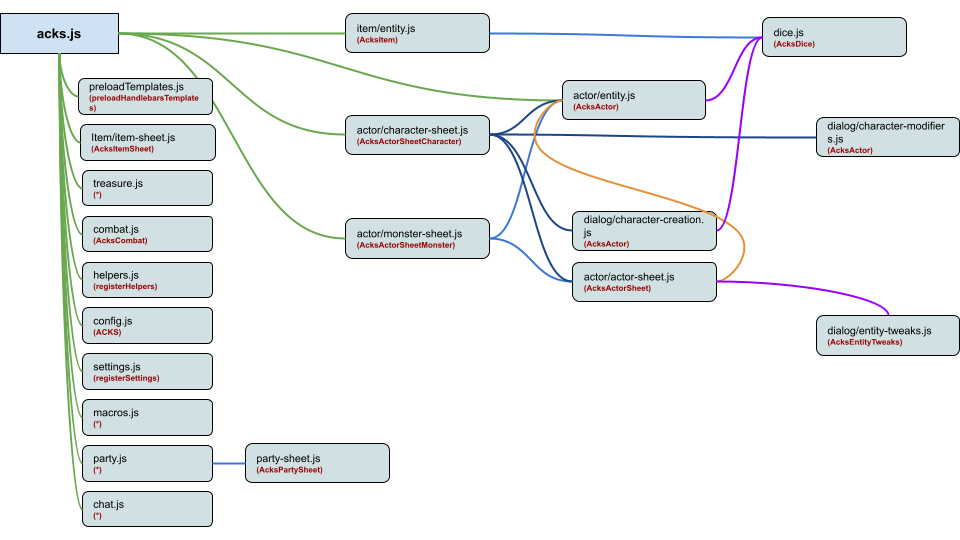 acks.js
preloadTemplates.js
(preloadHandlebarsTemplate
s)
Item/item-sheet.js
(AcksItemSheet)
treasure.js
(*)
combat.js
(AcksCombat)
helpers.js
(registerHelpers)
config.js
(ACKS)
settings.js
(registerSettings)
macros.js
(*)
party.js
(*)
chat.js
(*)
party-sheet.js
(AcksPartySheet)
item/entity.js
(AcksItem)
actor/character-sheet.js
(AcksActorSheetCharacter)
actor/monster-sheet.js
(AcksActorSheetMonster)
actor/entity.js
(AcksActor)
dialog/character-creation.
js
(AcksActor)
actor/actor-sheet.js
(AcksActorSheet)
dice.js
(AcksDice)
dialog/character-modifier
s.js
(AcksActor)
dialog/entity-tweaks.js
(AcksEntityTweaks)